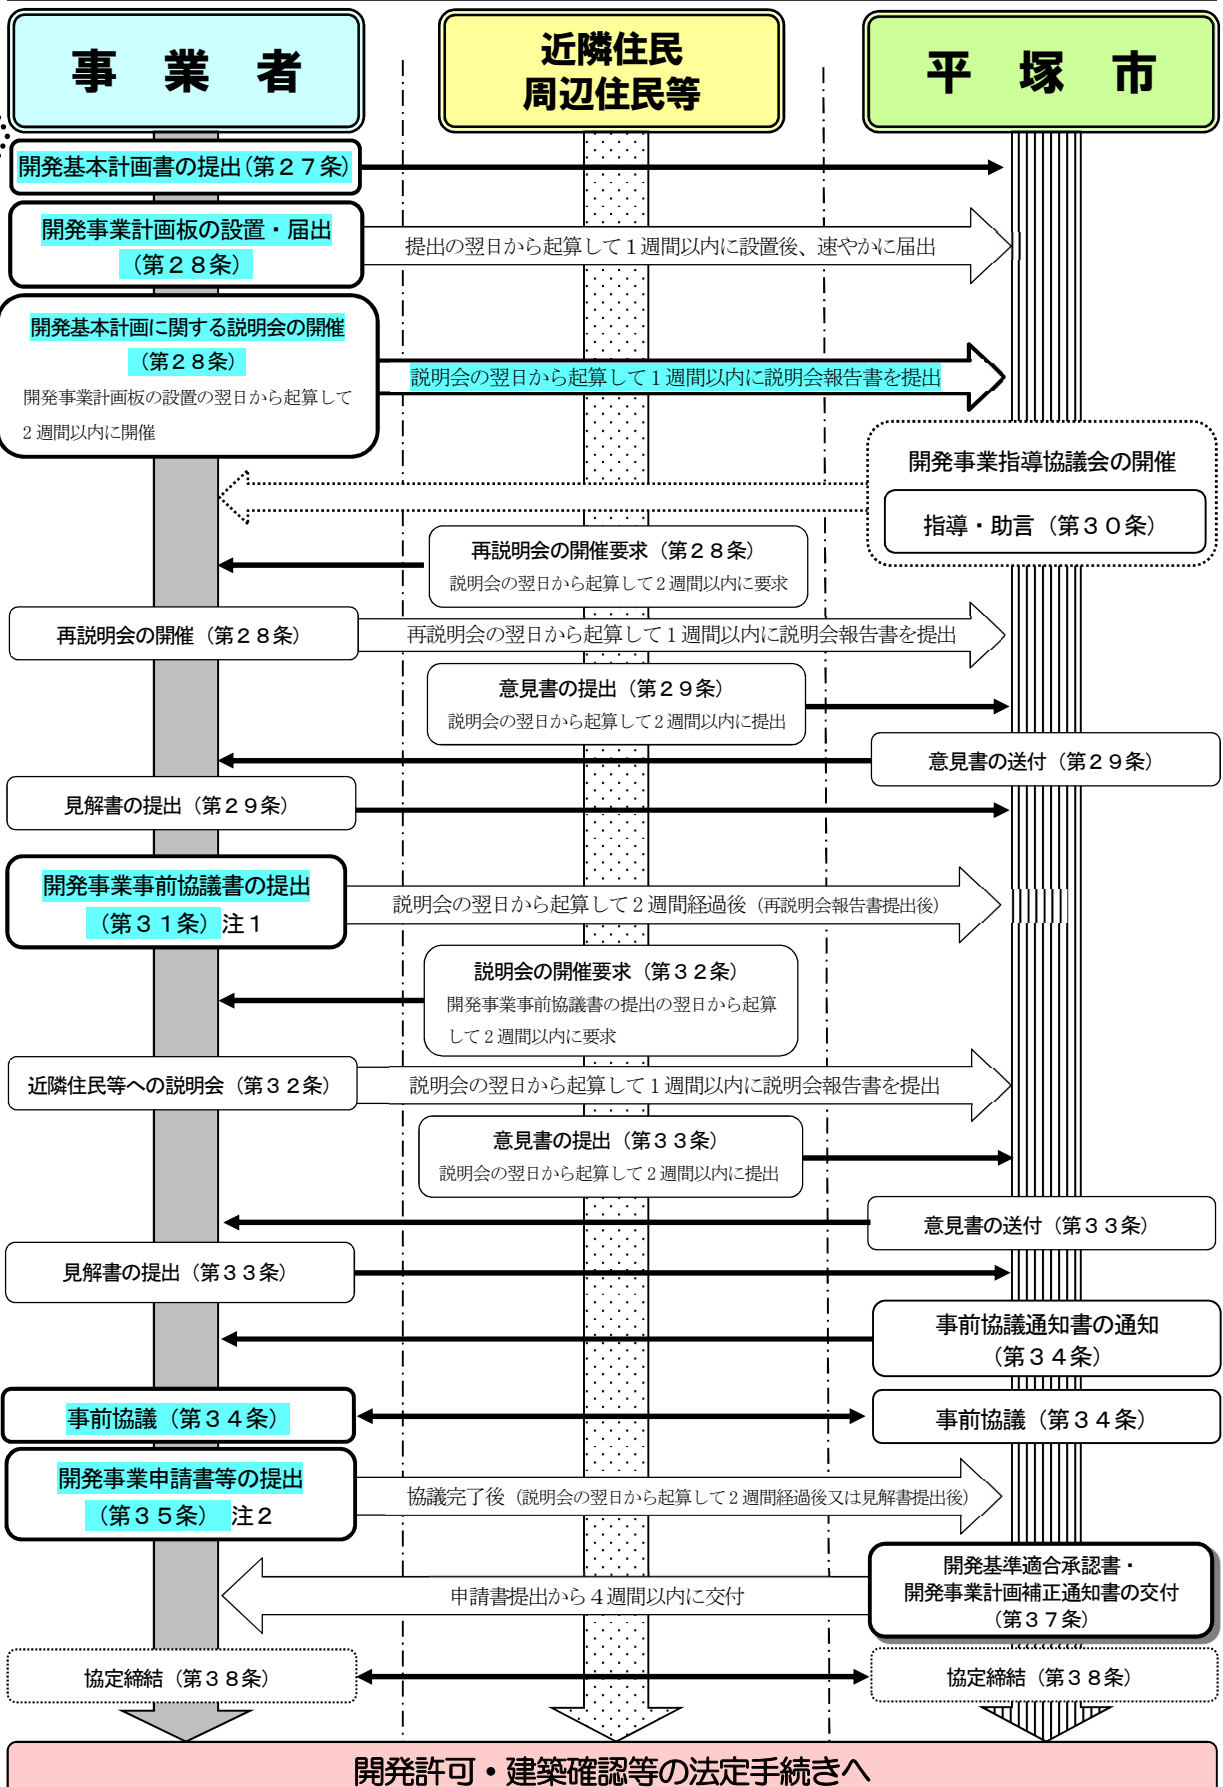 事　業　者
近隣住民
周辺住民等
平　塚　市
開発基本計画書の提出（第２７条）
開発事業計画板の設置・届出
（第２８条）
提出の翌日から起算して１週間以内に設置後、速やかに届出
開発基本計画に関する説明会の開催
（第２８条）
開発事業計画板の設置の翌日から起算して
２週間以内に開催
説明会の翌日から起算して１週間以内に説明会報告書を提出
開発事業指導協議会の開催
指導・助言（第３０条）
再説明会の開催要求（第２８条）
説明会の翌日から起算して２週間以内に要求
再説明会の開催（第２８条）
再説明会の翌日から起算して１週間以内に説明会報告書を提出
意見書の提出（第２９条）
説明会の翌日から起算して２週間以内に提出
意見書の送付（第２９条）
見解書の提出（第２９条）
開発事業事前協議書の提出
（第３１条）注１
説明会の翌日から起算して２週間経過後（再説明会報告書提出後）
説明会の開催要求（第３２条）
開発事業事前協議書の提出の翌日から起算
して２週間以内に要求
近隣住民等への説明会（第３２条）
説明会の翌日から起算して１週間以内に説明会報告書を提出
意見書の提出（第３３条）
説明会の翌日から起算して２週間以内に提出
意見書の送付（第３３条）
見解書の提出（第３３条）
事前協議通知書の通知
（第３４条）
事前協議（第３４条）
事前協議（第３４条）
開発事業申請書等の提出
（第３５条）　注２
協議完了後（説明会の翌日から起算して２週間経過後又は見解書提出後）
開発基準適合承認書・
開発事業計画補正通知書の交付
（第３７条）
申請書提出から４週間以内に交付
協定締結（第３８条）
協定締結（第３８条）
開発許可・建築確認等の法定手続きへ